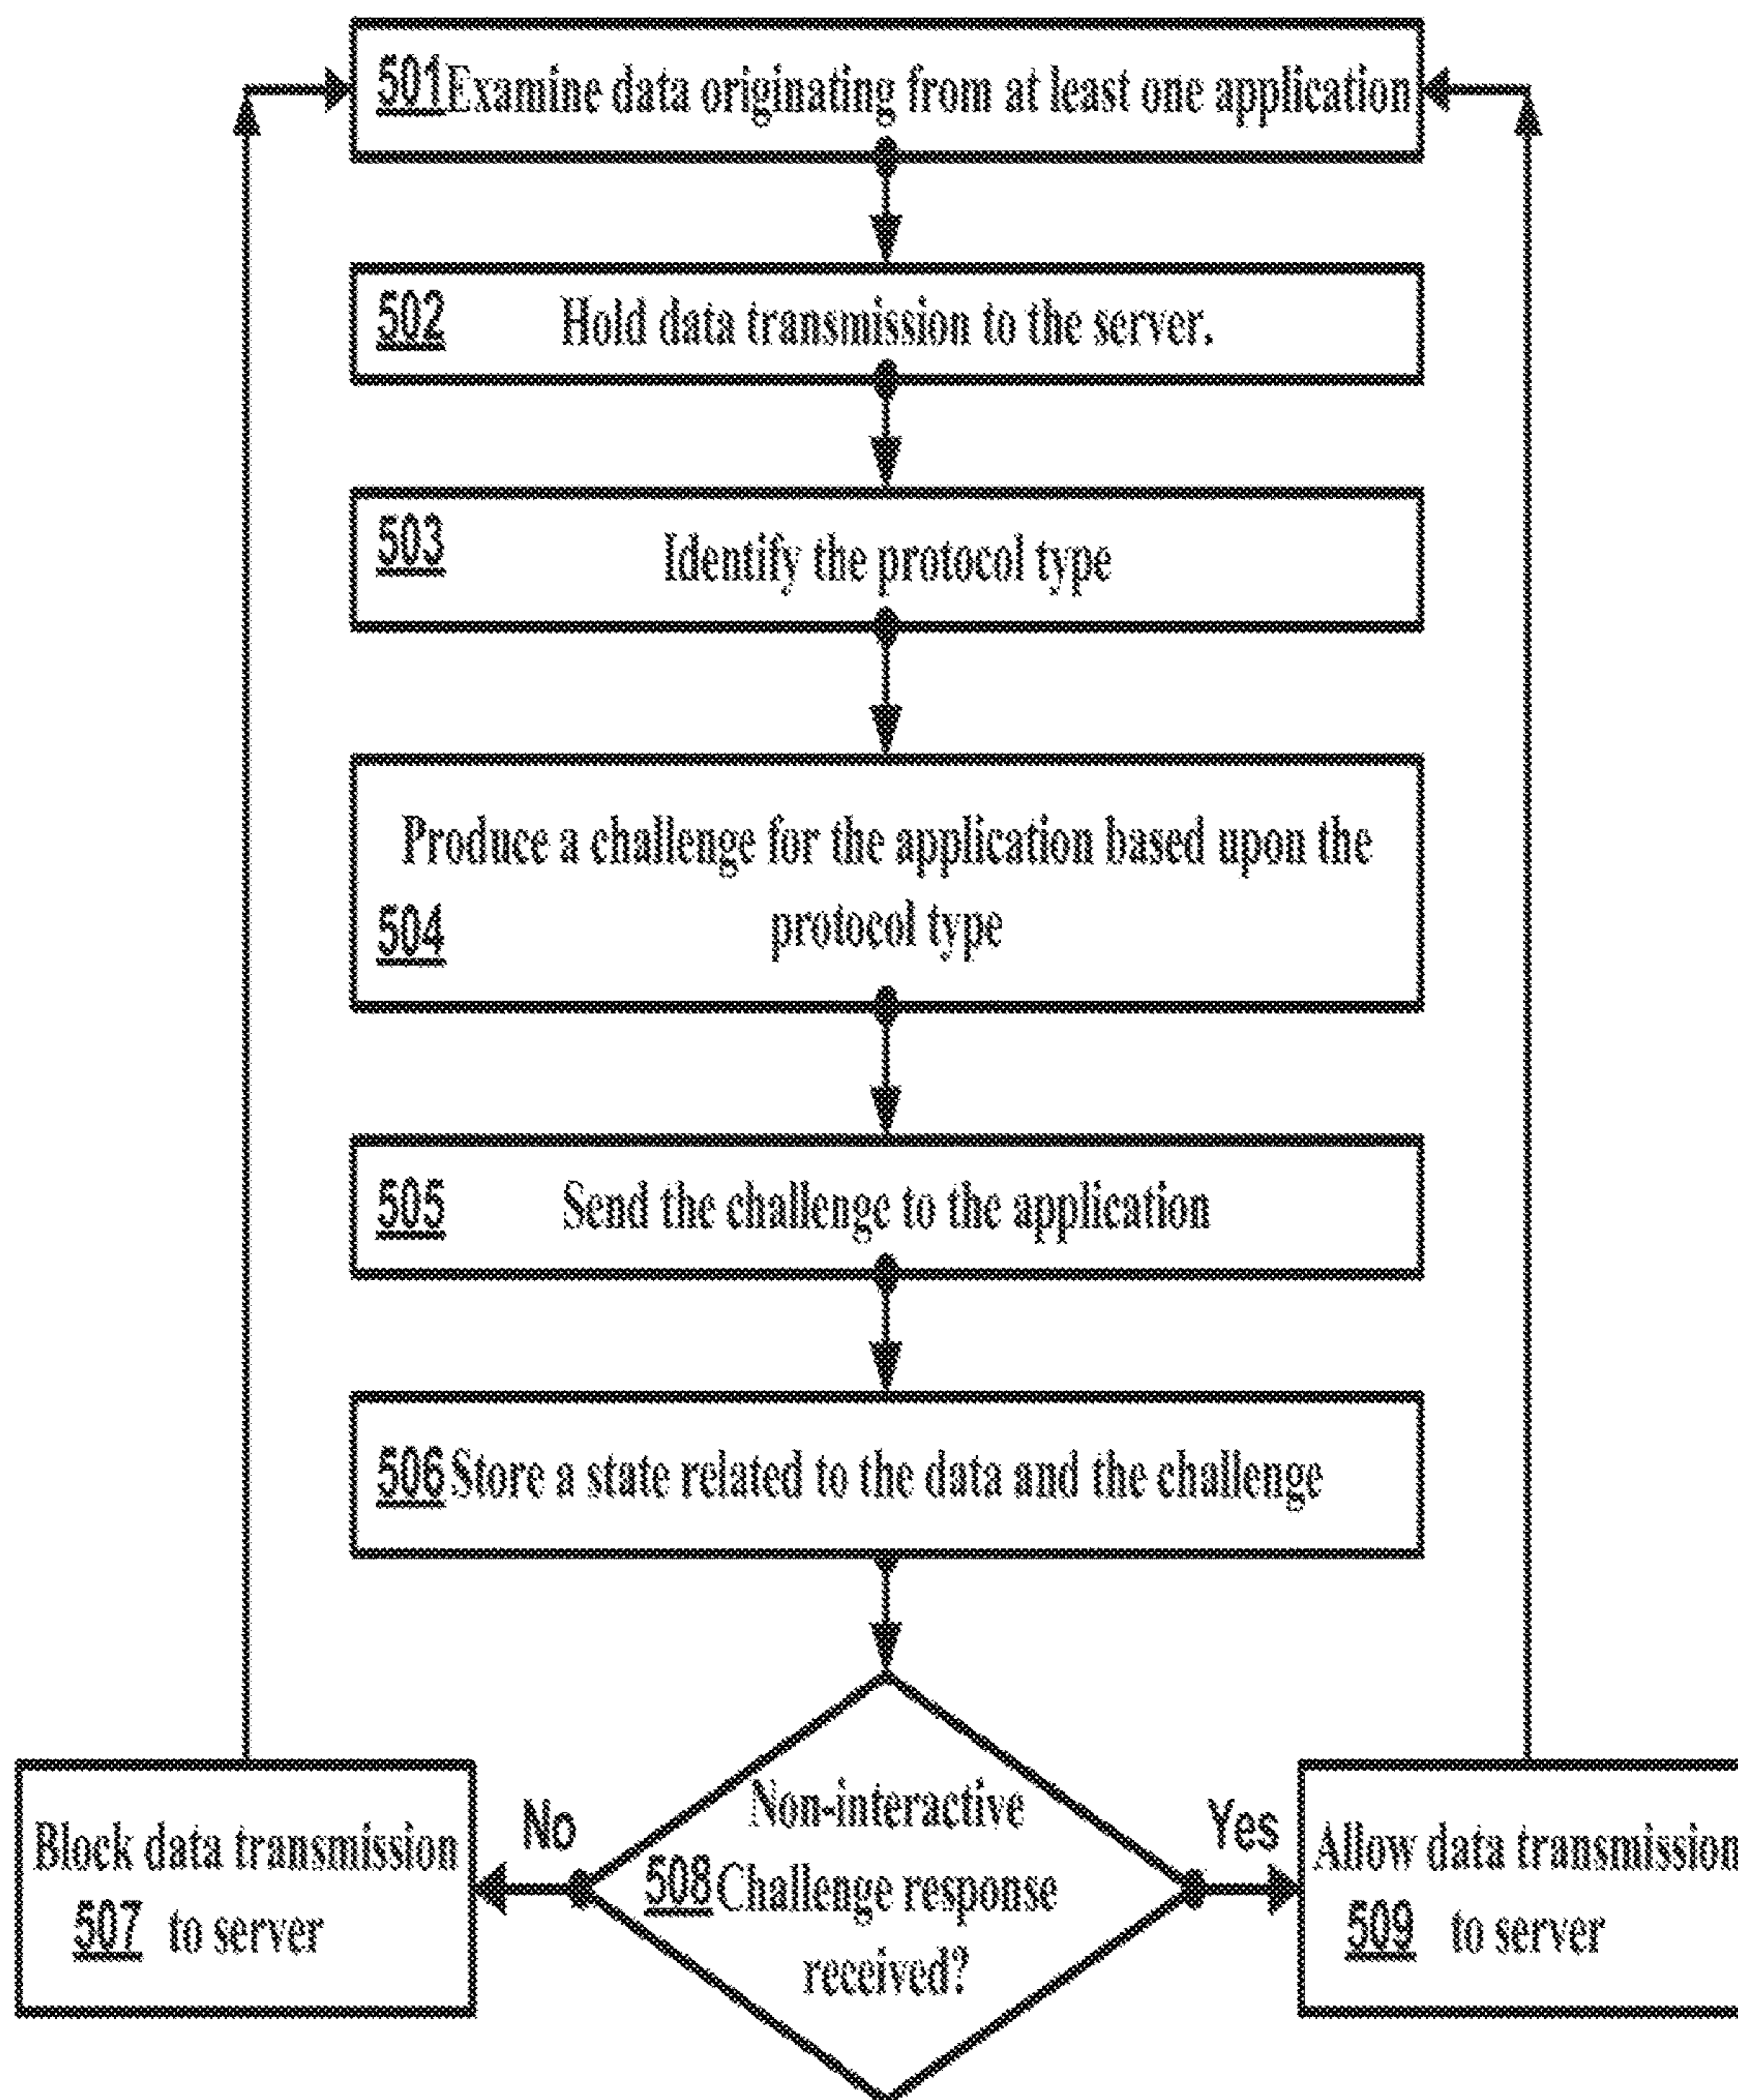 501 Examine data originating from at least one application
502 Hold data transmission to the server.
503 Identify the protocol type
Produce a challenge for the application based upon the
504 protocol type
505 Send the challenge to the application
506 Store a state related to the data and the challenge
Non-interactive
508 Challenge response
received?
No
Yes
Block data transmission
507 to server
Allow data transmission
509 to server